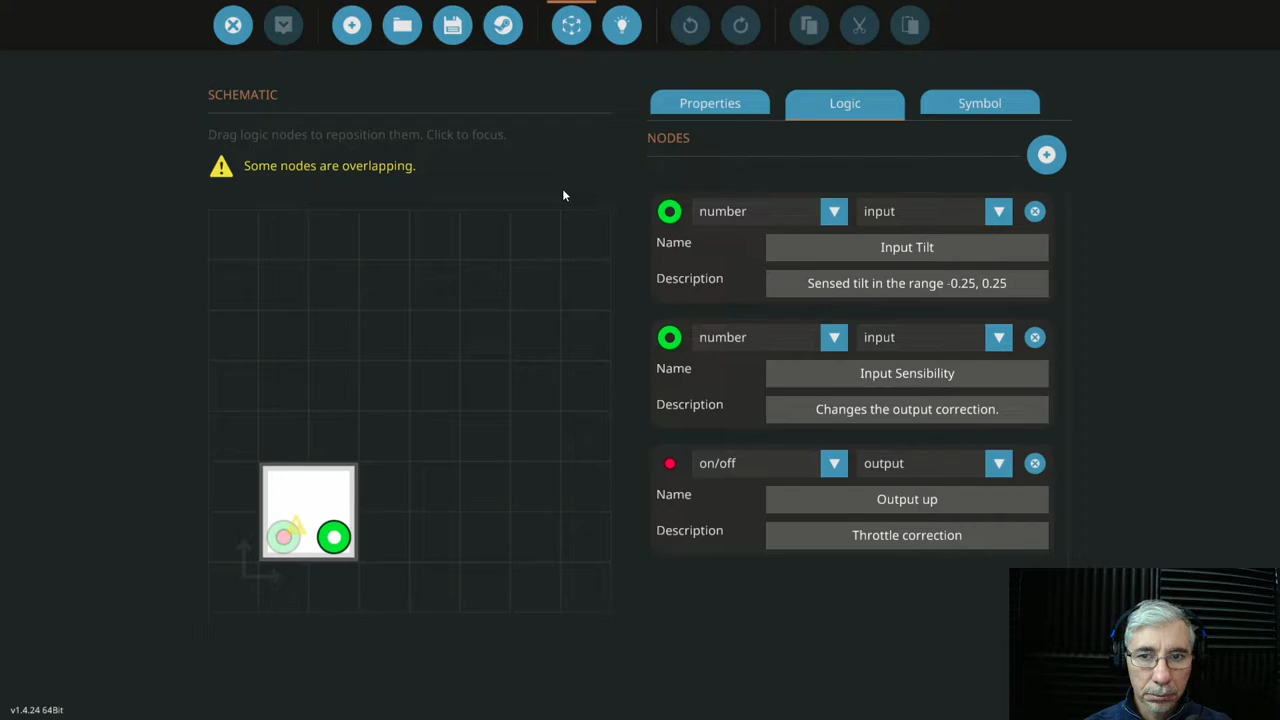 SCHEMATIC
Drag logic nodes to reposition them. Click to focus.
Some nodes are overlapping.
Properties
Logic
Symbol
NODES
number
input
Name
Input Tilt
Description
Sensed tilt in the range -0.25, 0.25
number
input
Name
Input Sensibility
Description
Changes the output correction.
on/off
output
Name
Output up
Description
Throttle correction
v1.4.24 64Bit